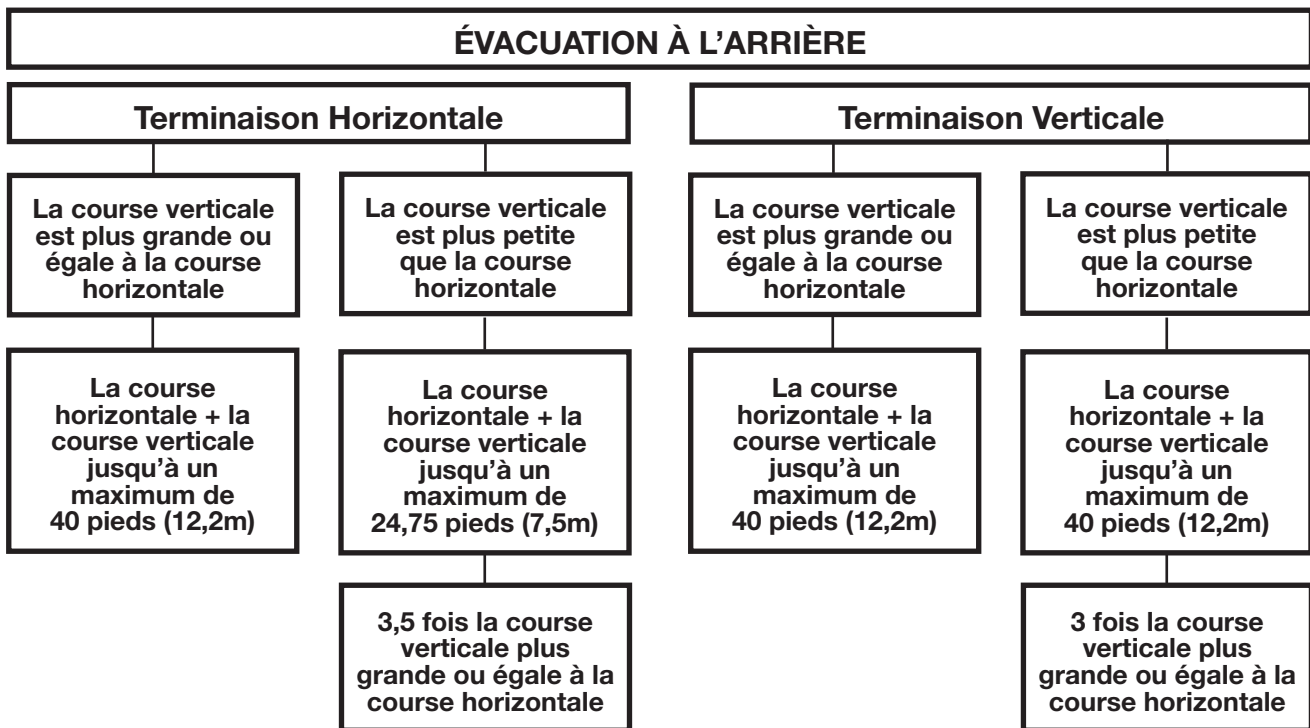 ÉVACUATION À L’ARRIÈRE
Terminaison Horizontale
La course verticale
est plus grande ou
égale à la course
horizontale
La course
horizontale + la
course verticale
jusqu’à un
maximum de
40 pieds (12,2m)
La course verticale
est plus petite
que la course
horizontale
La course
horizontale + la
course verticale
jusqu’à un
maximum de
24,75 pieds (7,5m)
3,5 fois la course
verticale plus
grande ou égale à la
course horizontale
Terminaison Verticale
La course verticale
est plus grande ou
égale à la course
horizontale
La course
horizontale + la
course verticale
jusqu’à un
maximum de
40 pieds (12,2m)
La course verticale
est plus petite
que la course
horizontale
La course
horizontale + la
course verticale
jusqu’à un
maximum de
40 pieds (12,2m)
3 fois la course
verticale plus
grande ou égale à la
course horizontale